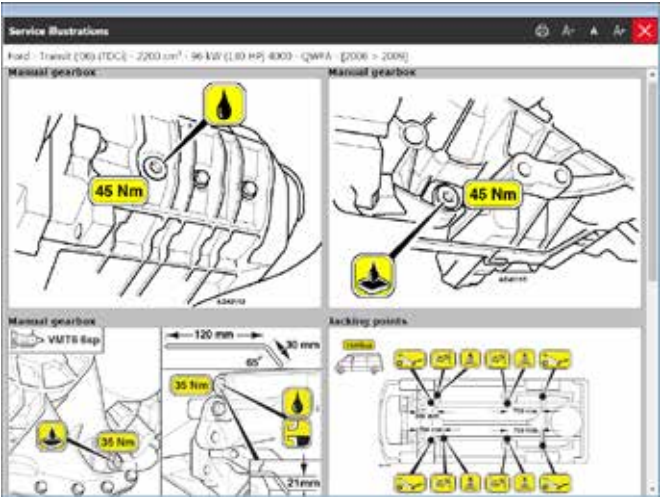 Service illustrations
Ford - Transit ('06) (TDCi) - 2200 cm³ - 96 kW (130 HP) 4000 - QWFA - [2006 > 2009]
Manual gearbox
45 Nm
Manual gearbox
45 Nm
Manual gearbox
VMT6 6sp
35 Nm
120 mm
30 mm
65°
35 Nm
21mm
Jacking points